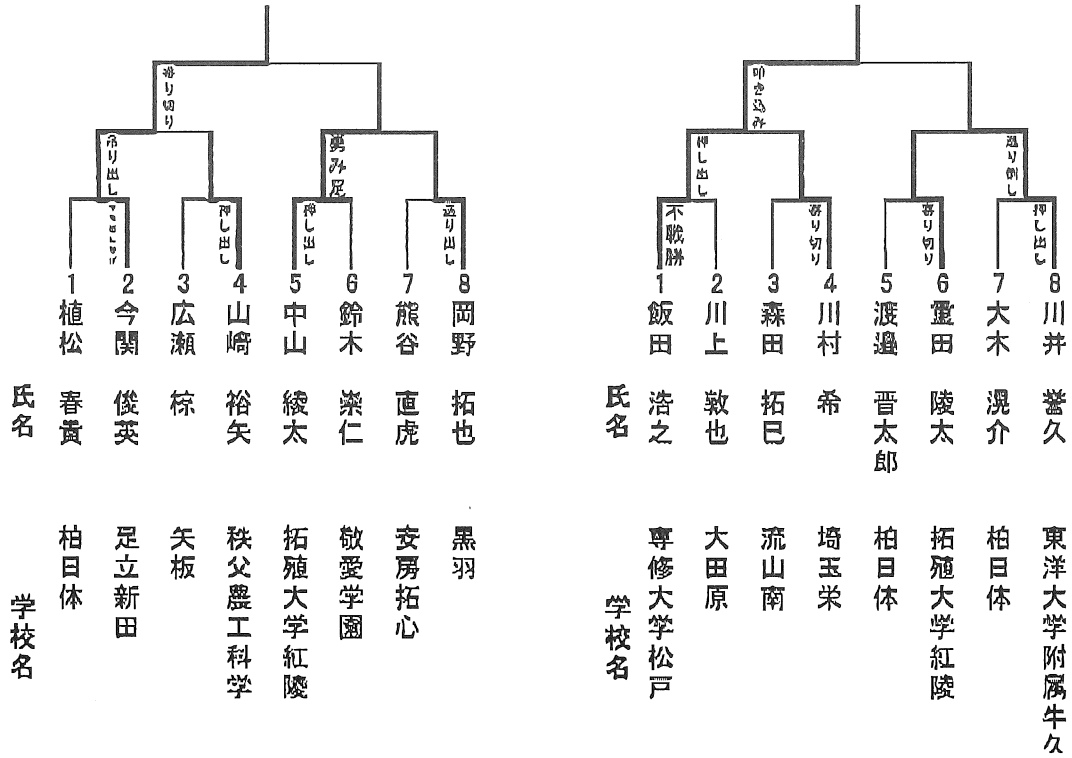 寄り切り
吊り出し
勇み足
押し出し
押し出し
送り出し
1 2 3 4 5 6 7 8
氏名
植松 春貴
今関 俊英
広瀬 椋
山﨑 裕矢
中山 綾太
鈴木 楽仁
熊谷 直虎
岡野 拓也
学校名
柏日体
足立新田
矢板
秩父農工科学
拓殖大学紅陵
敬愛学園
安房拓心
黒羽
叩き込み
押し出し
送り倒し
不戦勝
寄り切り
寄り切り
押し出し
1 2 3 4 5 6 7 8
氏名
飯田 浩之
川上 敦也
森田 拓巳
川村 希
渡邉 晋太郎
重田 陵太
大木 滉介
川井 誉久
学校名
専修大学松戸
大田原
流山南
埼玉栄
柏日体
拓殖大学紅陵
柏日体
東洋大学附属牛久